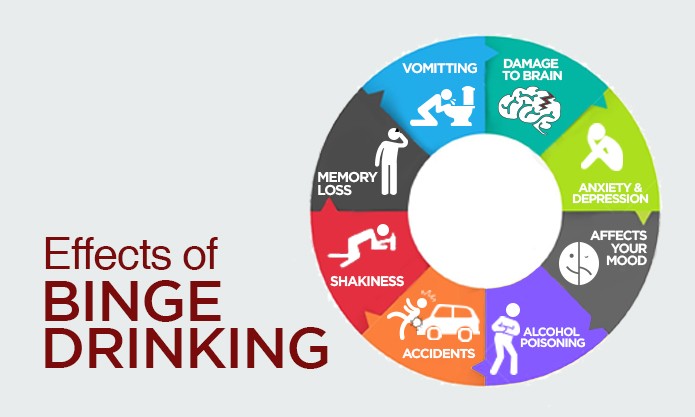 Effects of
BINGE
DRINKING
VOMITTING
DAMAGE
TO BRAIN
ANXIETY &
DEPRESSION
AFFECTS
YOUR
MOOD
ALCOHOL
POISONING
ACCIDENTS
SHAKINESS
MEMORY
LOSS